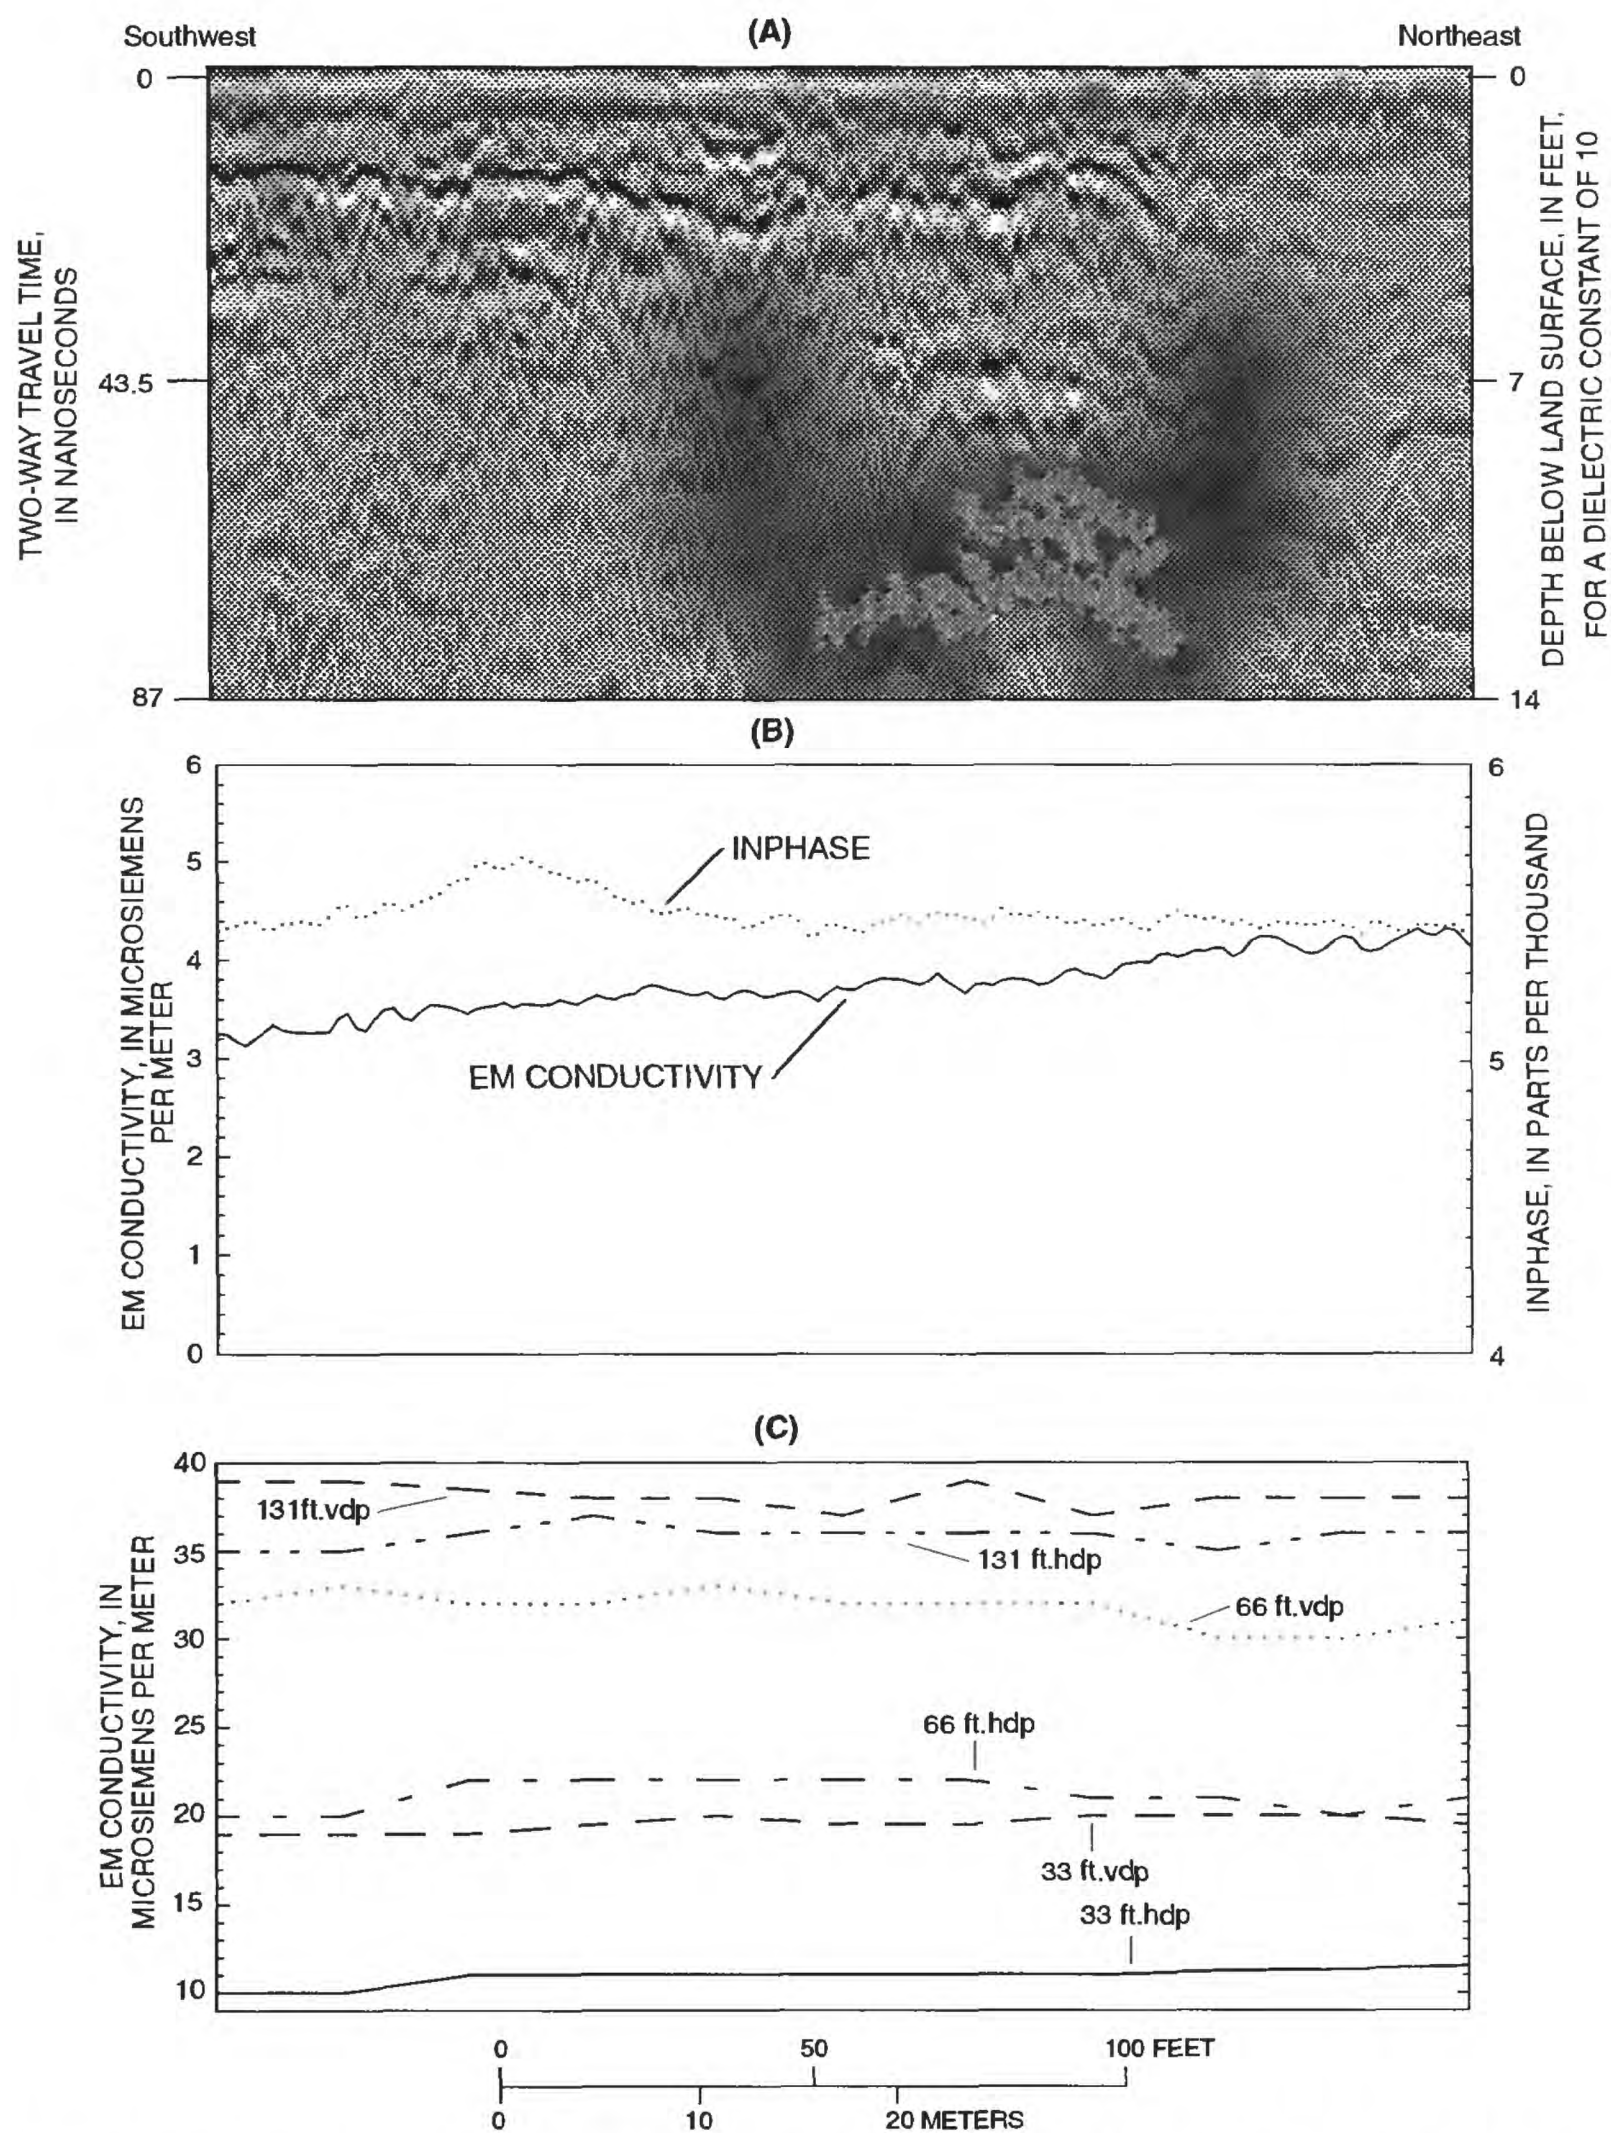 (A)
Southwest
Northeast
0
43.5
87
TWO-WAY TRAVEL TIME,
IN NANOSECONDS
0
7
14
DEPTH BELOW LAND SURFACE, IN FEET,
FOR A DIELECTRIC CONSTANT OF 10
(B)
6
5
4
3
2
1
0
EM CONDUCTIVITY, IN MICROSIEMENS
PER METER
INPHASE
EM CONDUCTIVITY
6
5
4
INPHASE, IN PARTS PER THOUSAND
(C)
40
35
30
25
20
15
10
EM CONDUCTIVITY, IN
MICROSIEMENS PER METER
131ft.vdp
131 ft.hdp
66 ft.vdp
66 ft.hdp
33 ft.vdp
33 ft.hdp
0 50 100 FEET
0 10 20 METERS